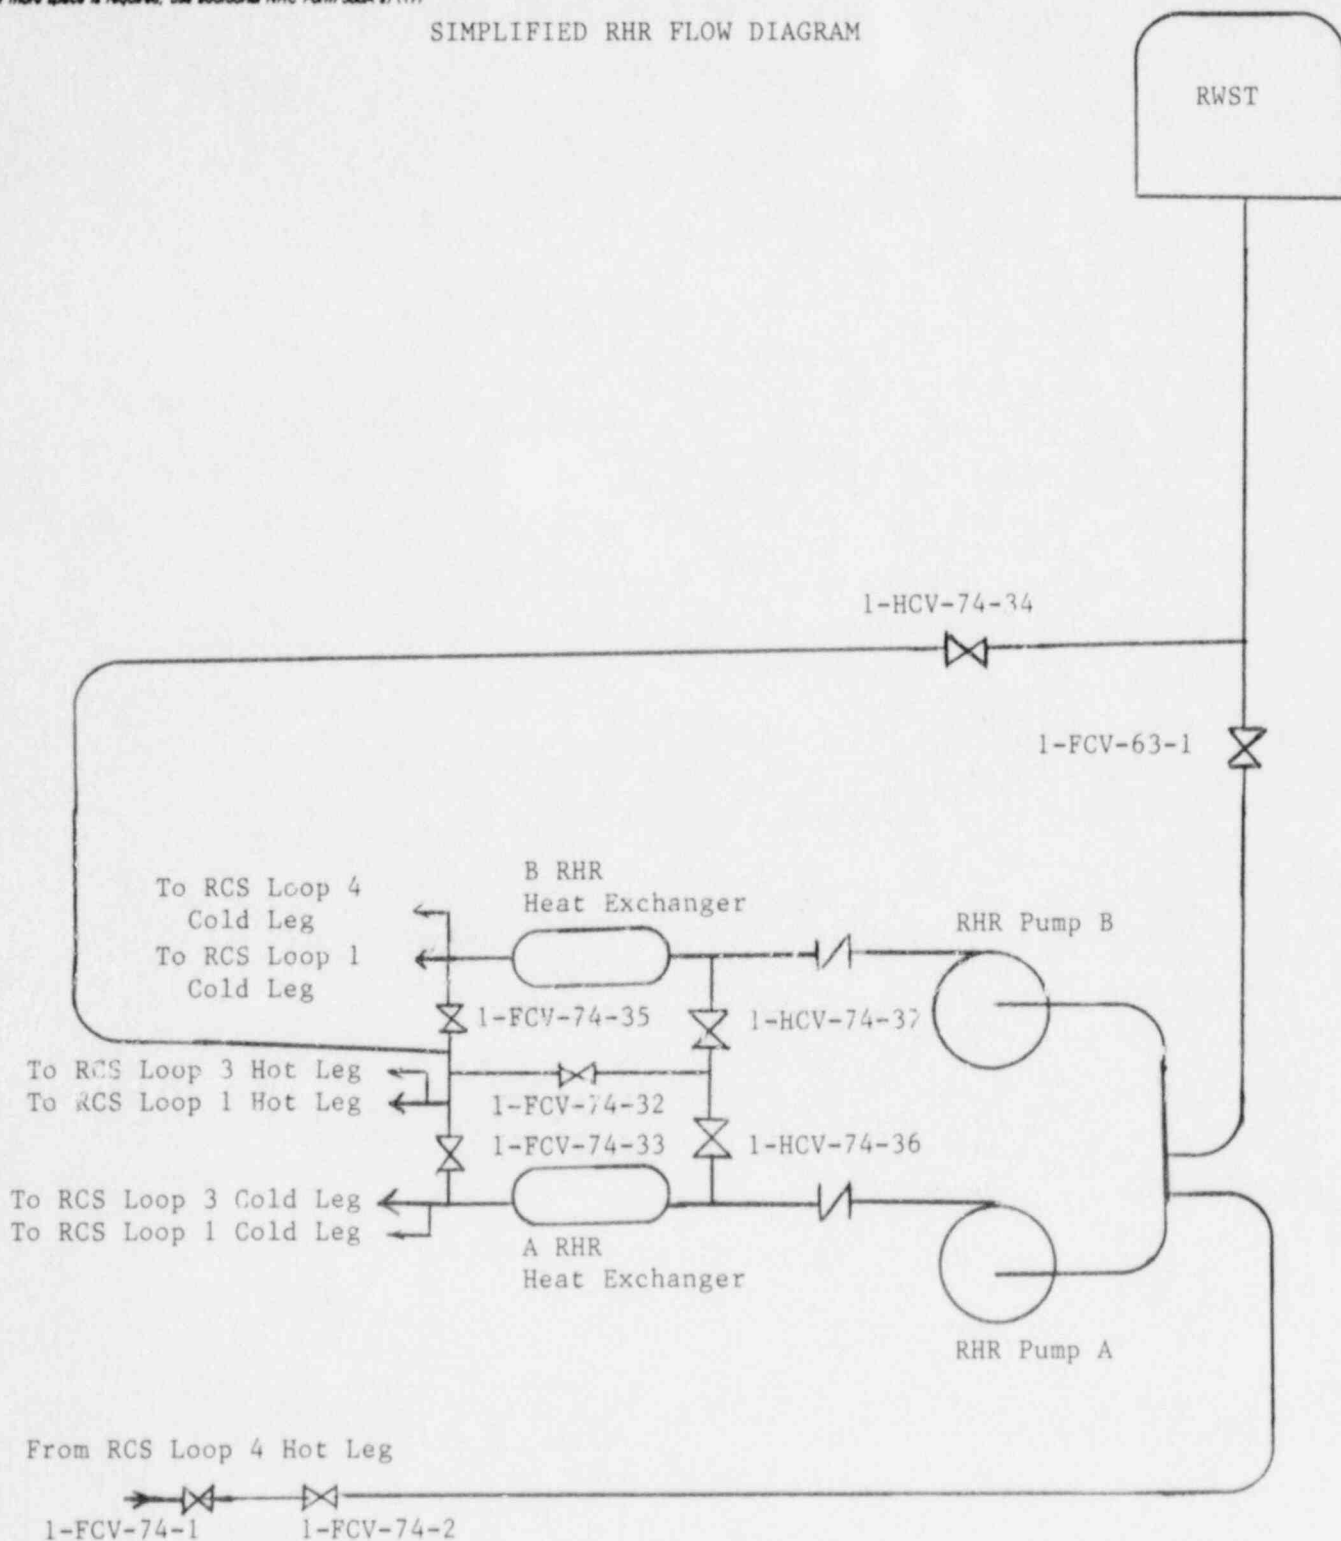 SIMPLIFIED RHR FLOW DIAGRAM
RWST
1-HCV-74-34
1-FCV-63-1
B RHR
Heat Exchanger
To RCS Loop 4
Cold Leg
To RCS Loop 1
Cold Leg
RHR Pump B
1-FCV-74-35
1-HCV-74-37
To RCS Loop 3 Hot Leg
To RCS Loop 1 Hot Leg
1-FCV-74-32
1-FCV-74-33
1-HCV-74-36
To RCS Loop 3 Cold Leg
To RCS Loop 1 Cold Leg
A RHR
Heat Exchanger
RHR Pump A
From RCS Loop 4 Hot Leg
1-FCV-74-1
1-FCV-74-2